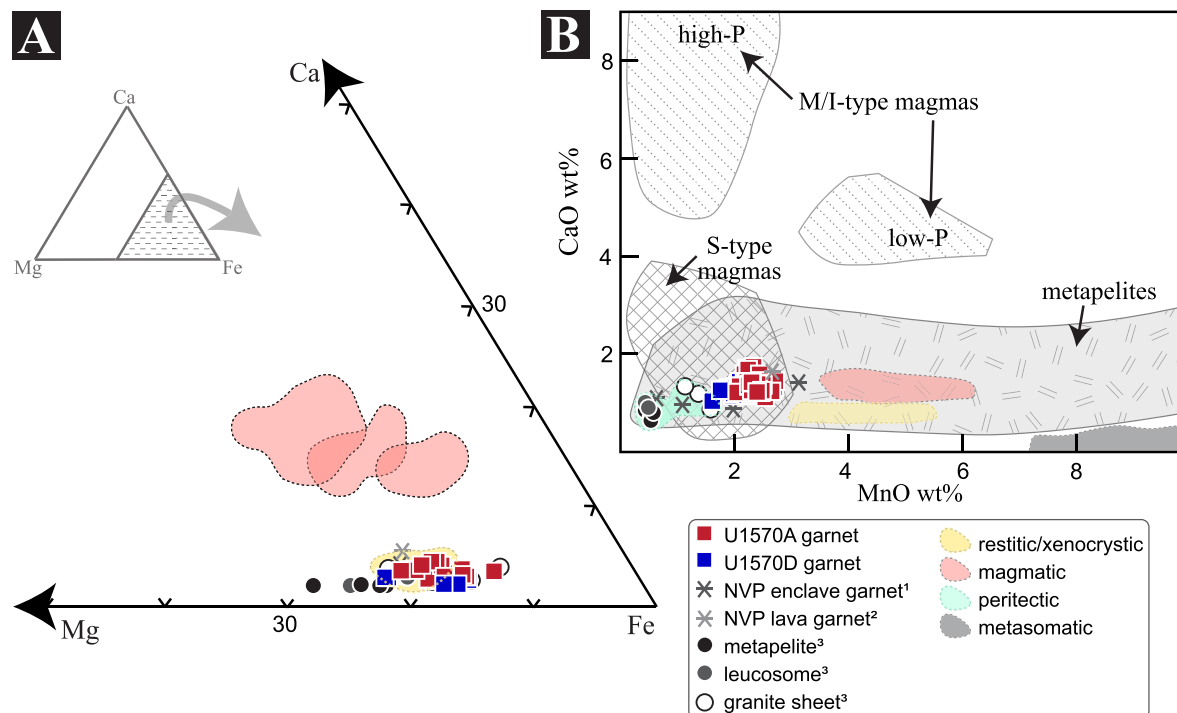 A
Ca
Ca
Mg
Fe
30
30
Mg
Fe
B
CaO wt%
8
6
4
2
high-P
M/I-type magmas
low-P
S-type
magmas
metapelites
2
4
6
8
MnO wt%
U1570A garnet
U1570D garnet
NVP enclave garnet¹
NVP lava garnet²
metapelite³
leucosome³
granite sheet³
restitic/xenocrystic
magmatic
peritectic
metasomatic